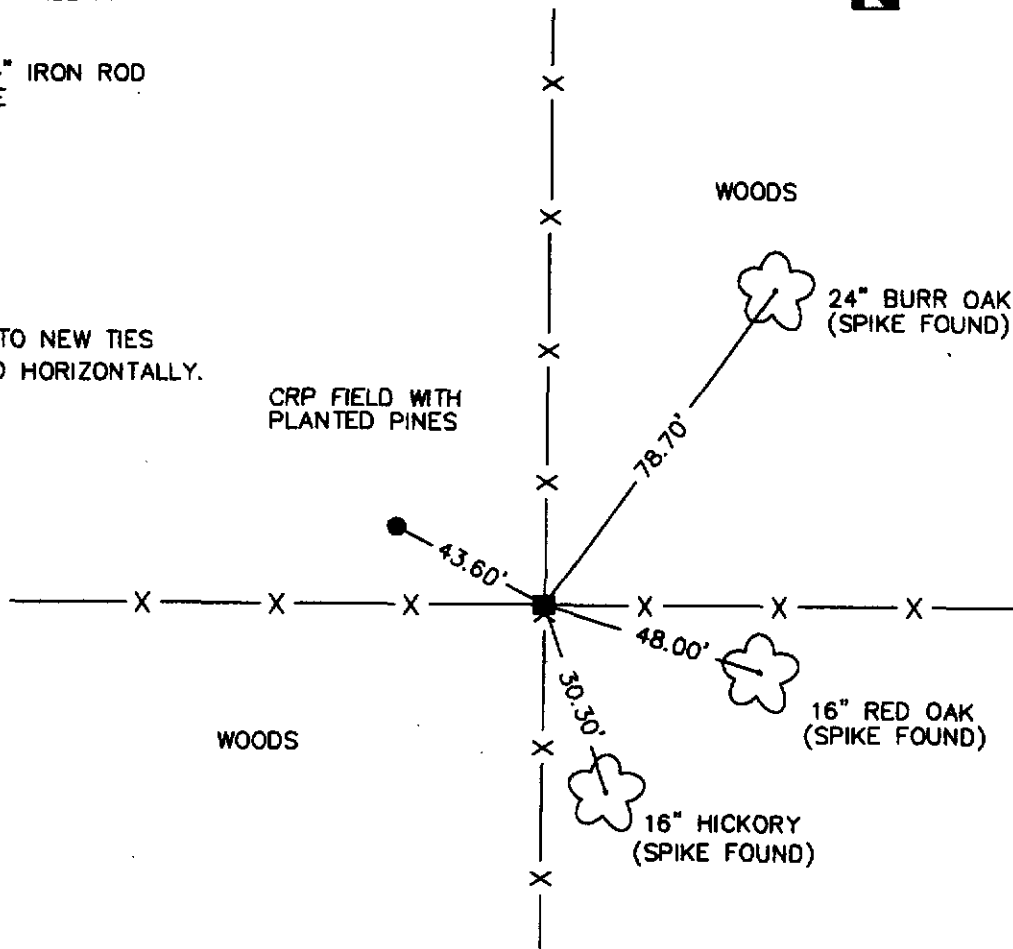 " IRON ROD
WOODS
24" BURR OAK
(SPIKE FOUND)
TO NEW TIES
HORIZONTALLY.
CRP FIELD WITH
PLANTED PINES
78.70'
43.60'
48.00'
30.30'
16" RED OAK
(SPIKE FOUND)
WOODS
16" HICKORY
(SPIKE FOUND)